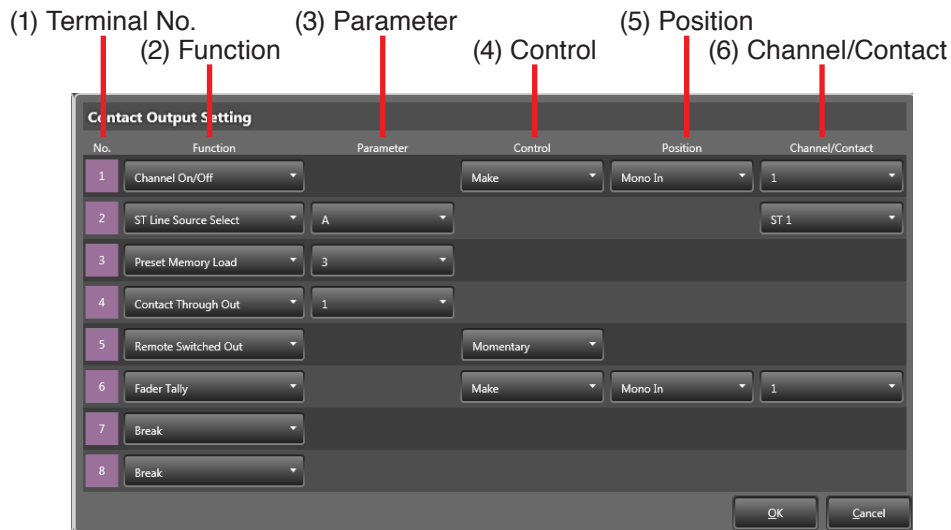 (1) Terminal No. (3) Parameter (5) Position
(2) Function (4) Control (6) Channel/Contact
Contact Output Setting
No. Function Parameter Control Position Channel/Contact
1 Channel On/Off Make Mono In 1
2 ST Line Source Select A ST 1
3 Preset Memory Load 3
4 Contact Through Out 1
5 Remote Switched Out Momentary
6 Fader Tally Make Mono In 1
7 Break
8 Break
OK Cancel